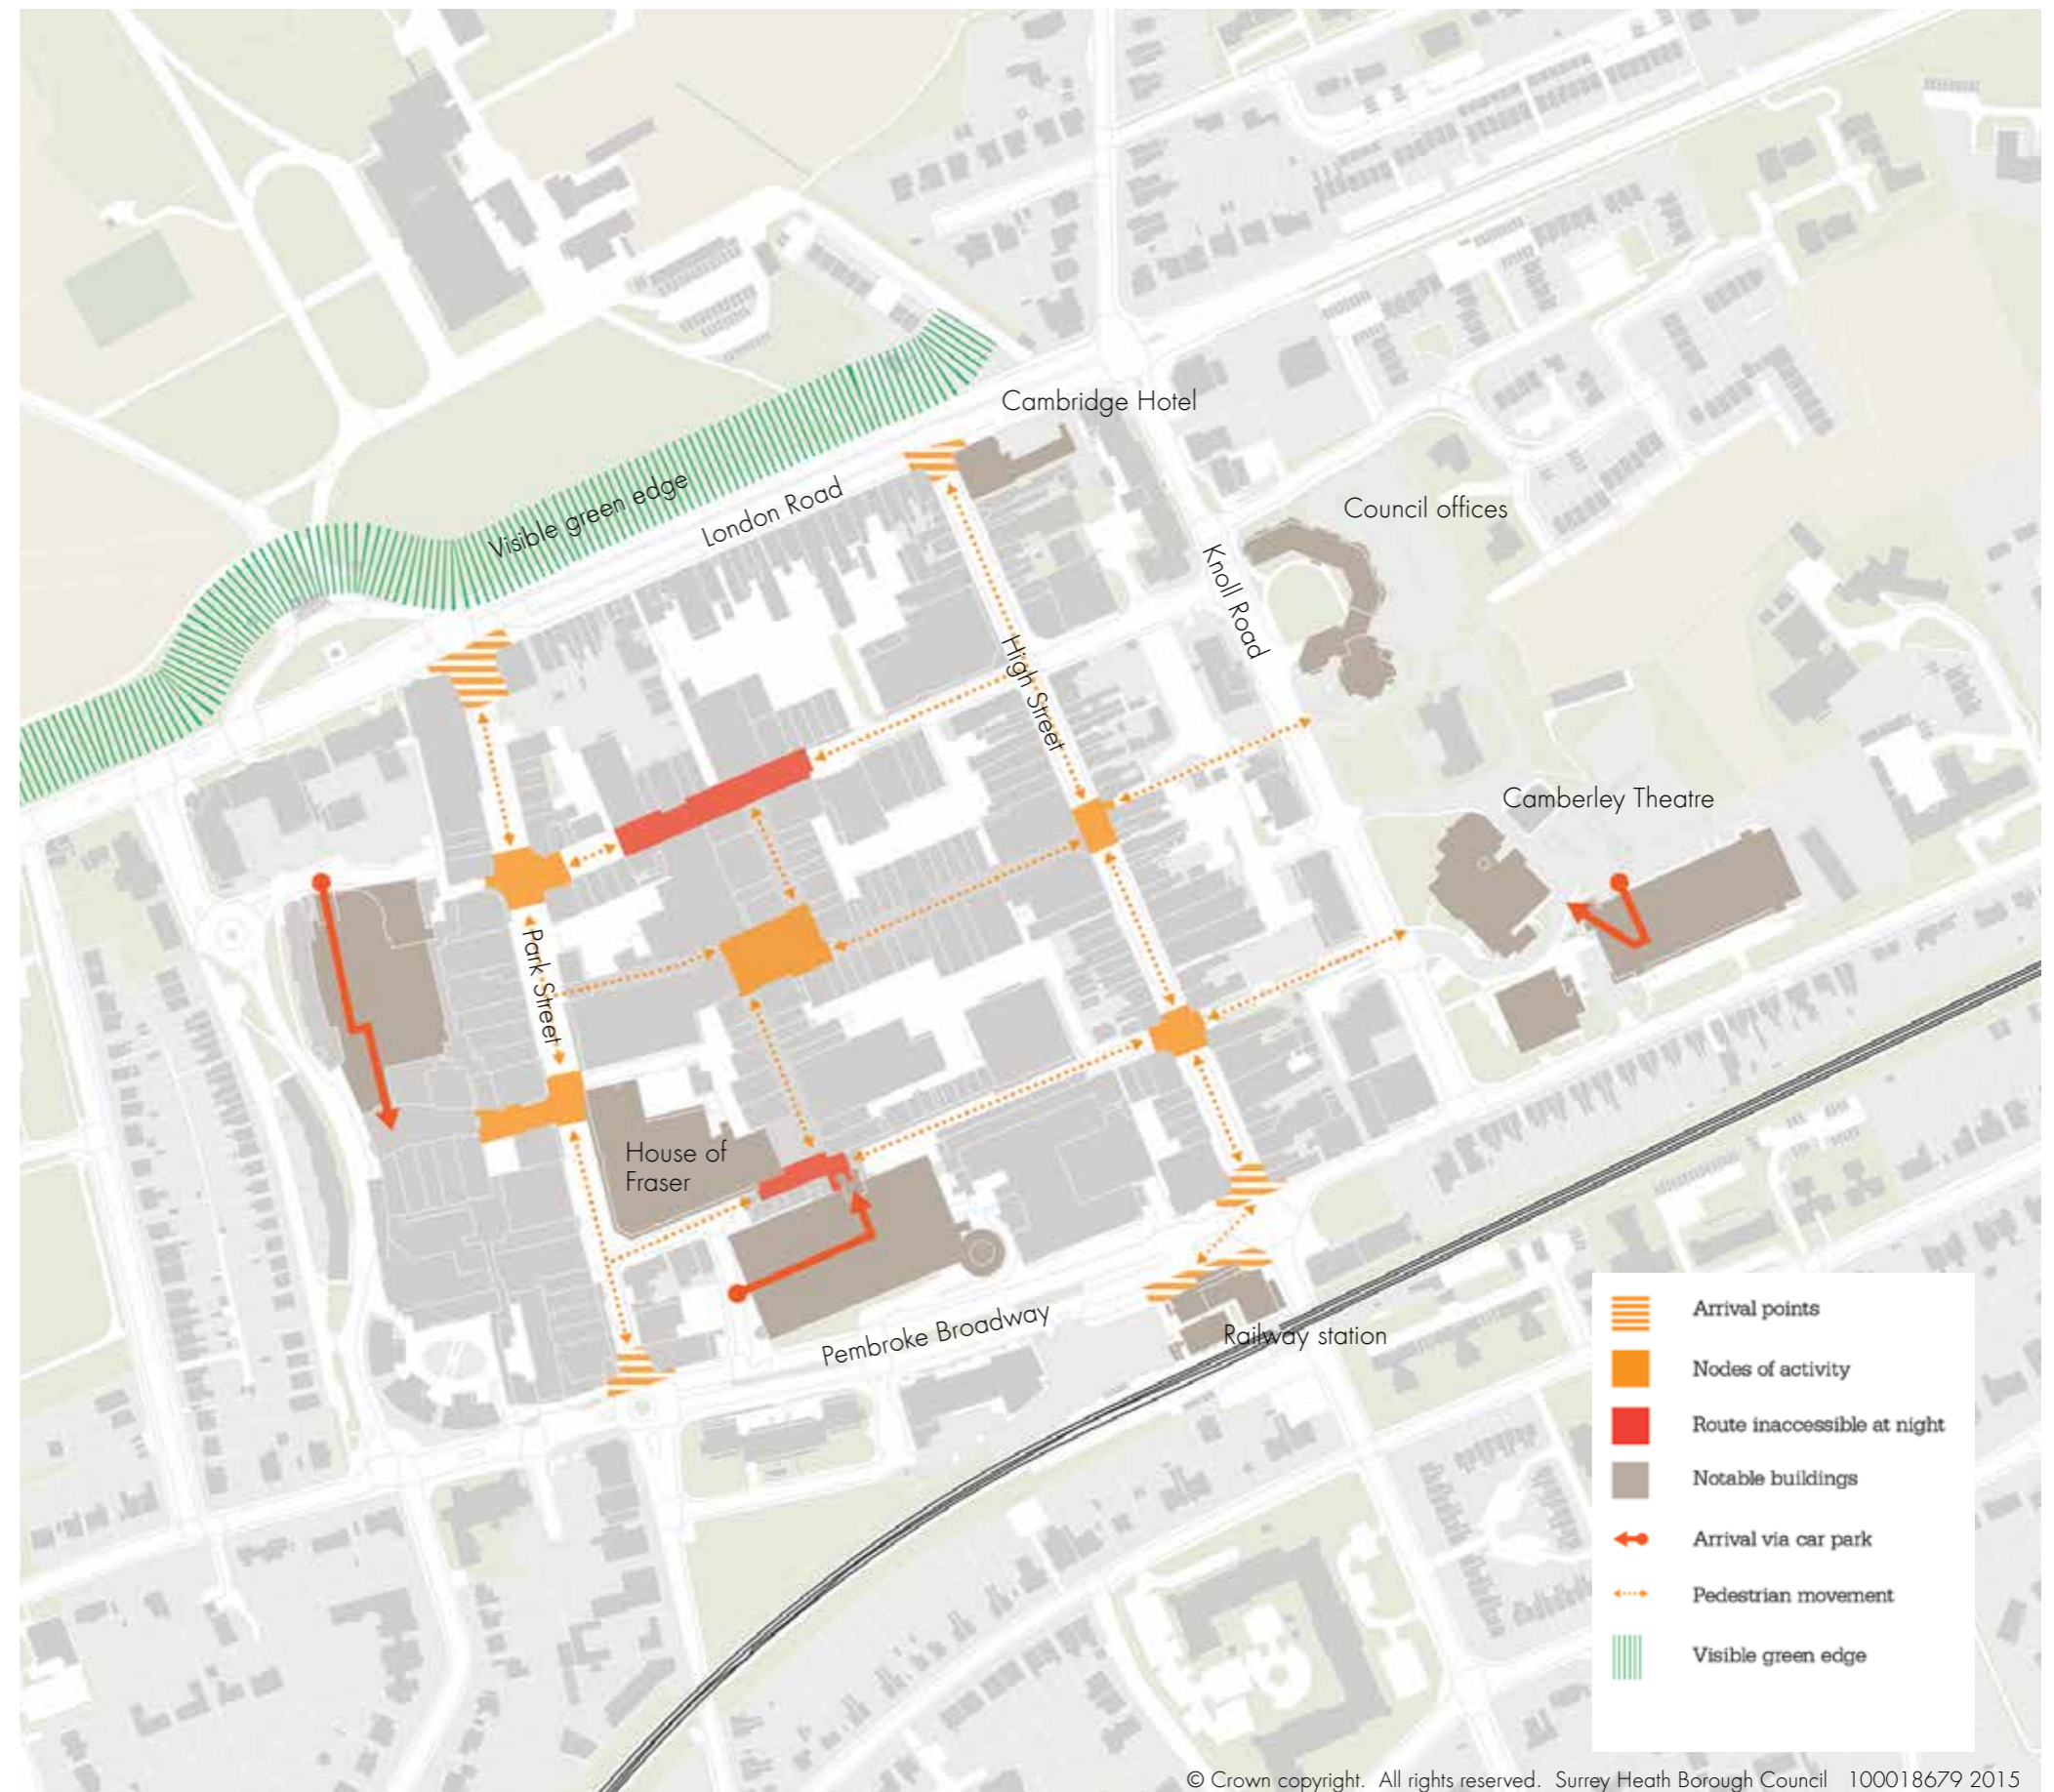 Cambridge Hotel
Visible green edge
London Road
Council offices
Knoll Road
High Street
Camberley Theatre
Park Street
House of
Fraser
Pembroke Broadway
Railway station
Arrival points
Nodes of activity
Route inaccessible at night
Notable buildings
Arrival via car park
Pedestrian movement
Visible green edge
© Crown copyright. All rights reserved. Surrey Heath Borough Council 100018679 2015